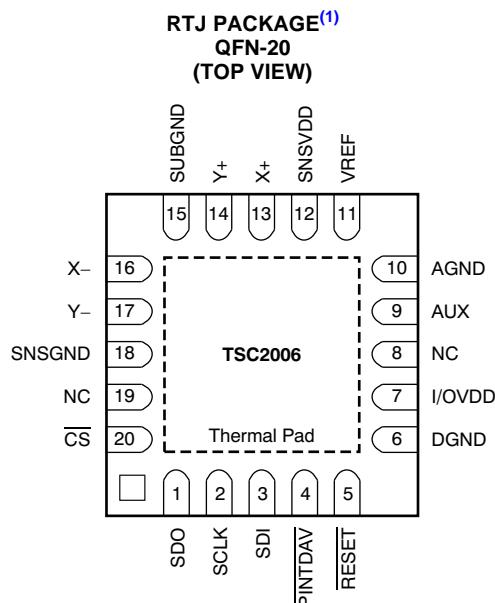 RTJ PACKAGE(1)
QFN-20
(TOP VIEW)
SUBGND
Y+
X+
SNSVDD
VREF
15
14
13
12
11
X– 16
10 AGND
Y– 17
9 AUX
SNSGND 18
TSC2006
8 NC
NC 19
7 I/OVDD
CS 20
Thermal Pad
6 DGND
1
2
3
4
5
SDO
SCLK
SDI
PINTDAV
RESET